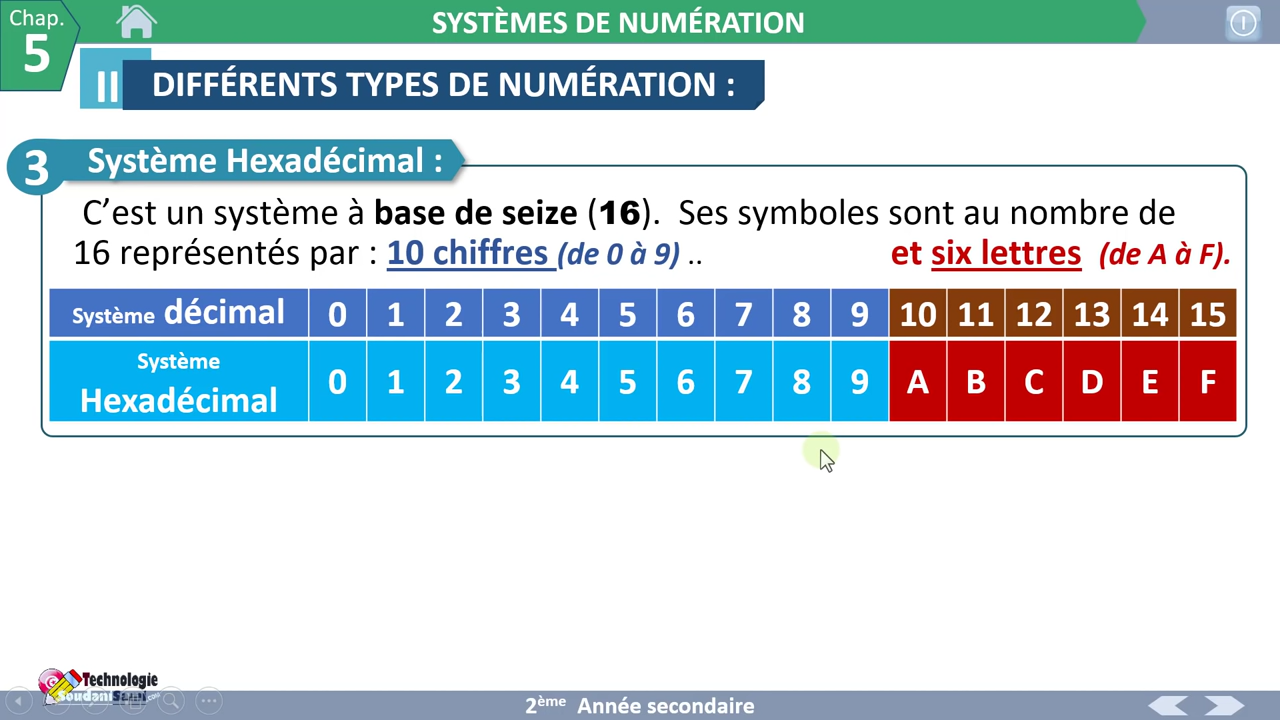 Chap.
5
SYSTÈMES DE NUMÉRATION
II
DIFFÉRENTS TYPES DE NUMÉRATION :
3
Système Hexadécimal :
C’est un système à base de seize (16). Ses symboles sont au nombre de
16 représentés par : 10 chiffres (de 0 à 9) .. et six lettres (de A à F).
Système décimal 0 1 2 3 4 5 6 7 8 9 10 11 12 13 14 15
Système
Hexadécimal 0 1 2 3 4 5 6 7 8 9 A B C D E F
Technologie
Soudani Sami
2ème Année secondaire